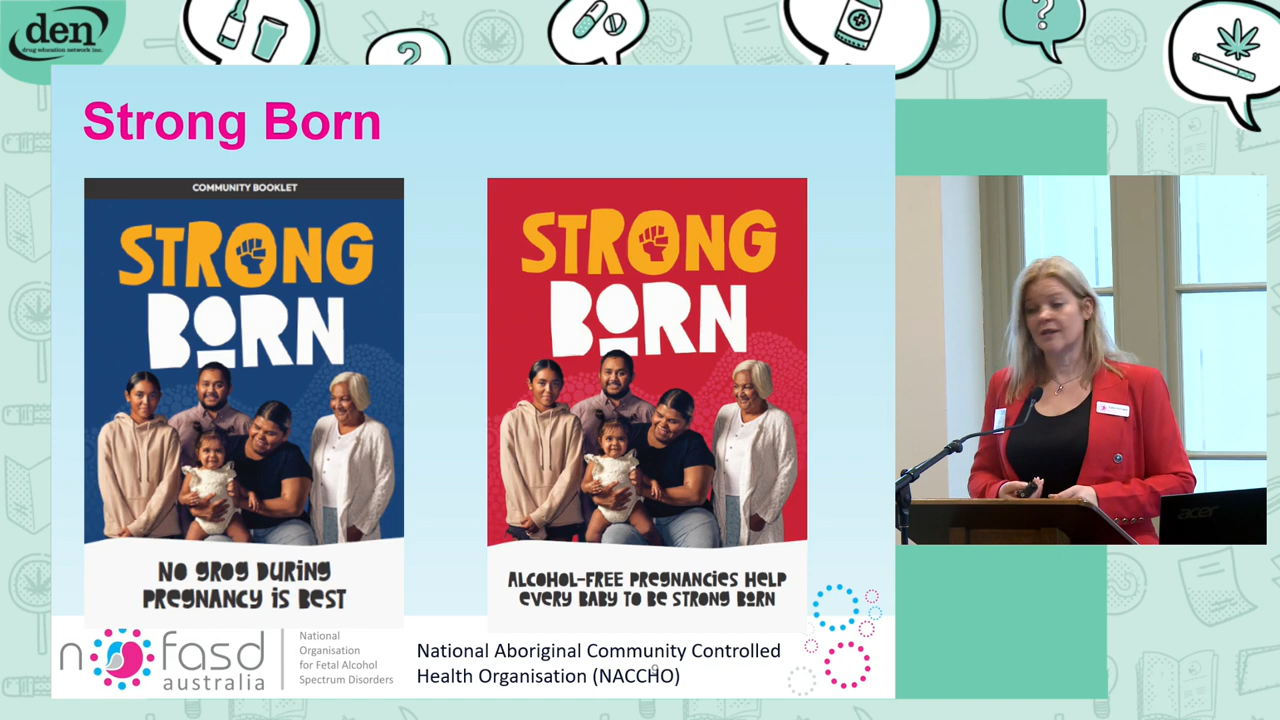 den
drug education network inc.
Strong Born
COMMUNITY BOOKLET
STRONG
BORN
NO GROG DURING
PREGNANCY IS BEST
STRONG
BORN
ALCOHOL-FREE PREGNANCIES HELP
EVERY BABY TO BE STRONG BORN
nofasd
australia
National
Organisation
for Fetal Alcohol
Spectrum Disorders
National Aboriginal Community Controlled
Health Organisation (NACCHO)
9
acer